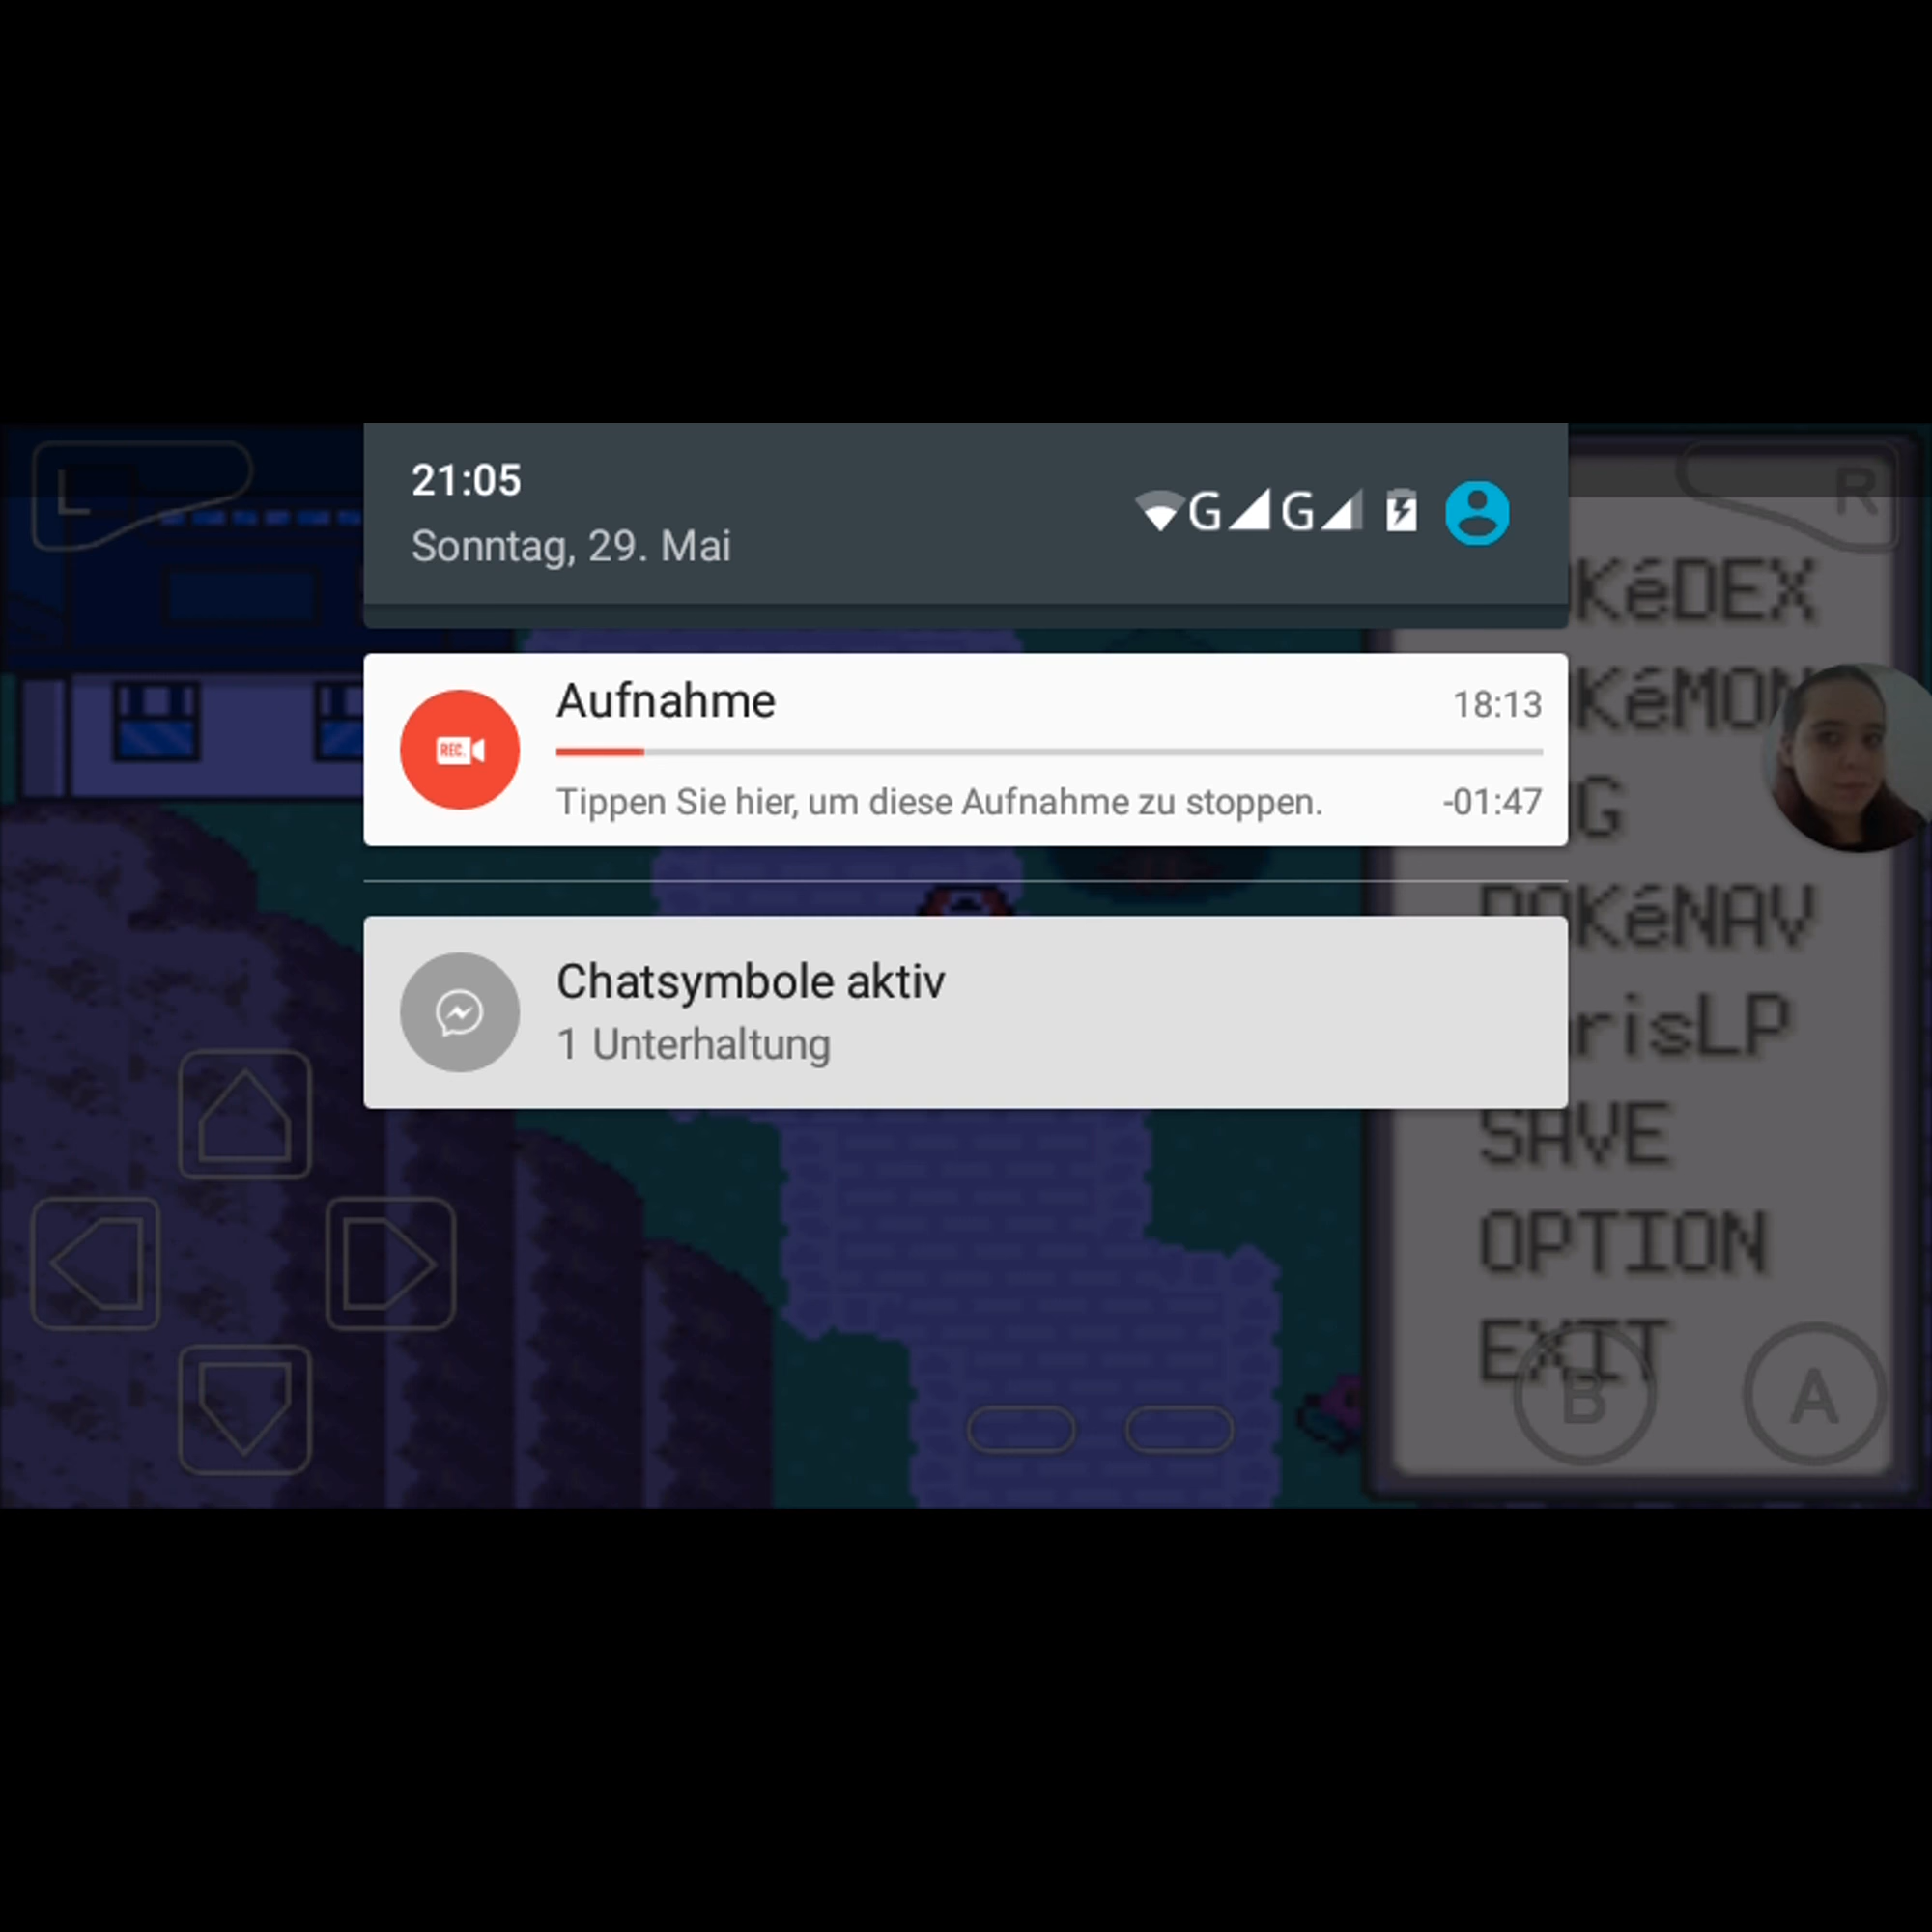 L
21:05
Sonntag, 29. Mai
G G
R
KéDEX
Aufnahme
18:13
REC.
Tippen Sie hier, um diese Aufnahme zu stoppen.
-01:47
KéMON
G
POKéNAV
Chatsymbole aktiv
1 Unterhaltung
risLP
SAVE
OPTION
EXIT
B
A